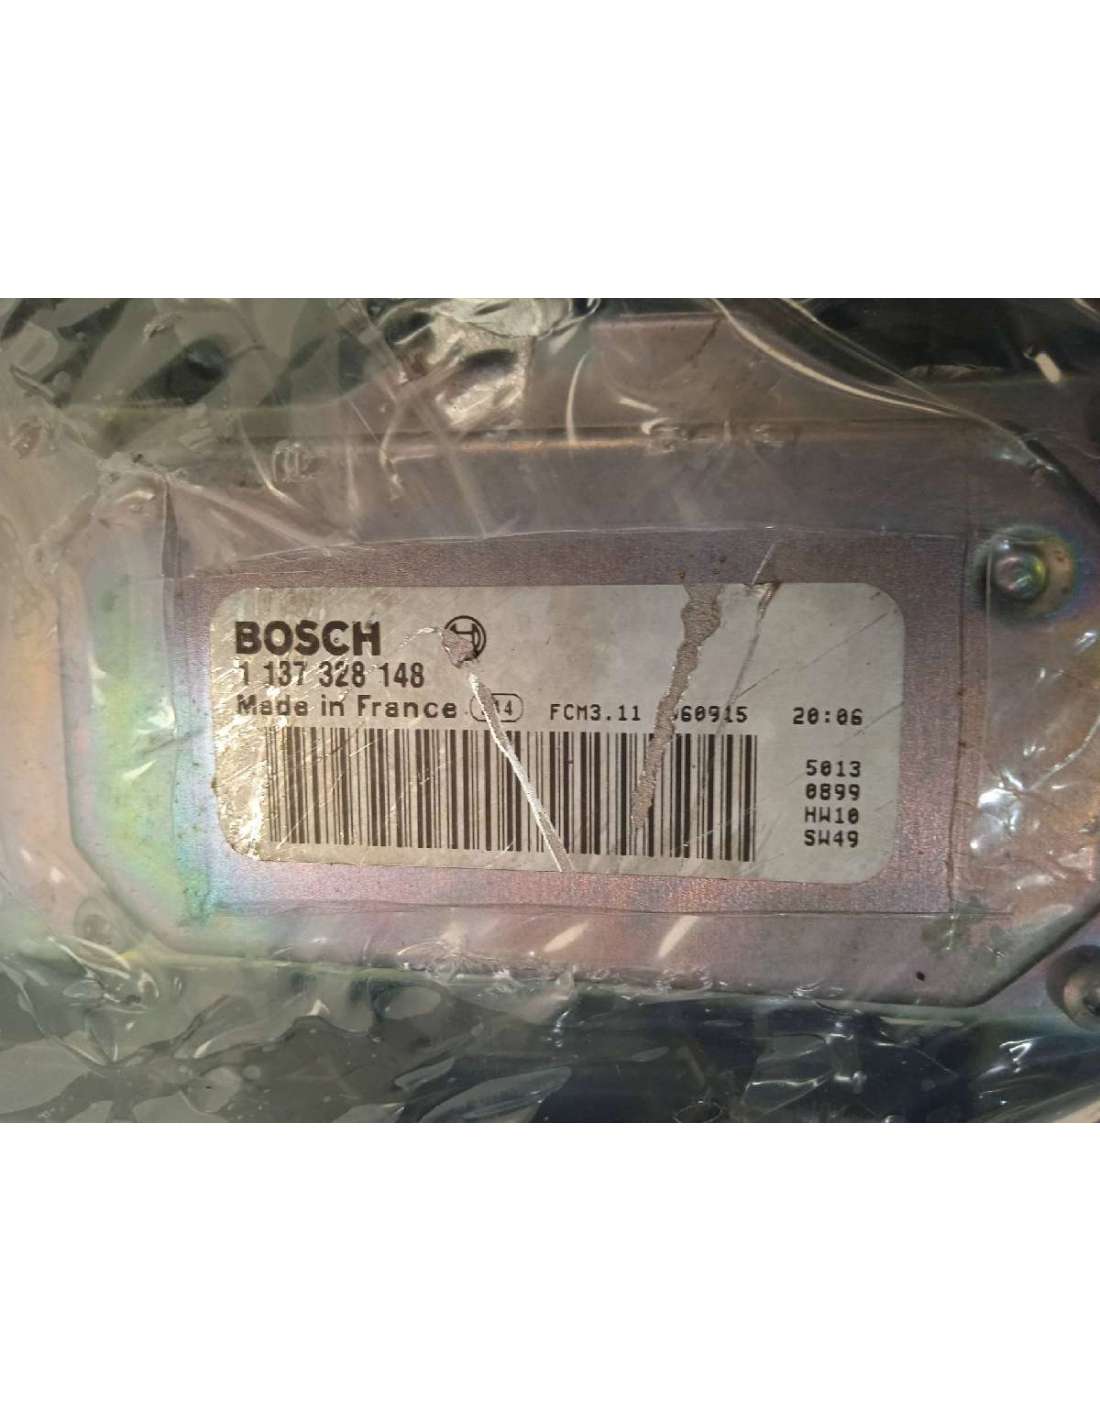 BOSCH
1 137 328 148
Made in France FCM3.11 20:06
5013
0899
HW10
SW49